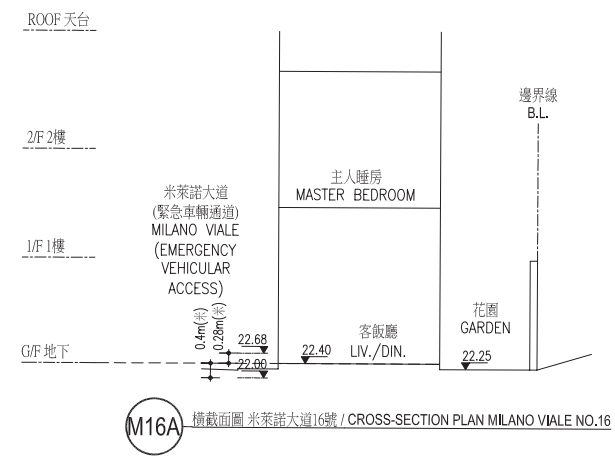 ROOF 天台
邊界線
B.L.
2/F 2樓
主人睡房
MASTER BEDROOM
米萊諾大道
(緊急車輛通道)
MILANO VIALE
(EMERGENCY
VEHICULAR
ACCESS)
1/F 1樓
0.4m(米)
0.28m(米)
花園
GARDEN
客飯廳
LIV./DIN.
22.68
22.40
22.25
G/F 地下
22.00
M16A
橫截面圖 米萊諾大道16號 / CROSS-SECTION PLAN MILANO VIALE NO.16